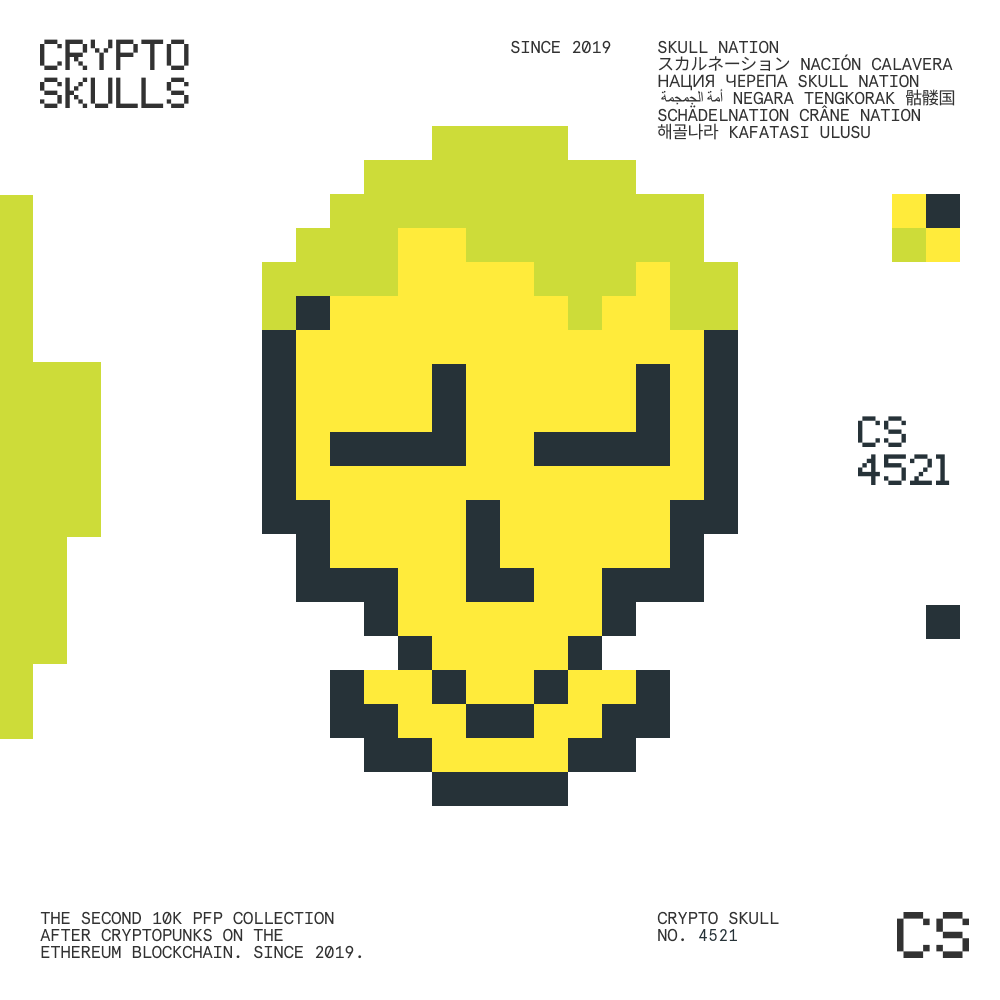 CRYPTO
SKULLS
SINCE 2019
SKULL NATION
スカルネーション NACIÓN CALAVERA
НАЦИЯ ЧЕРЕПА SKULL NATION
أمة الجمجمة NEGARA TENGKORAK 骷髅国
SCHÄDELNATION CRÂNE NATION
해골나라 KAFATASI ULUSU
CS
4521
THE SECOND 10K PFP COLLECTION
AFTER CRYPTOPUNKS ON THE
ETHEREUM BLOCKCHAIN. SINCE 2019.
CRYPTO SKULL
NO. 4521
CS